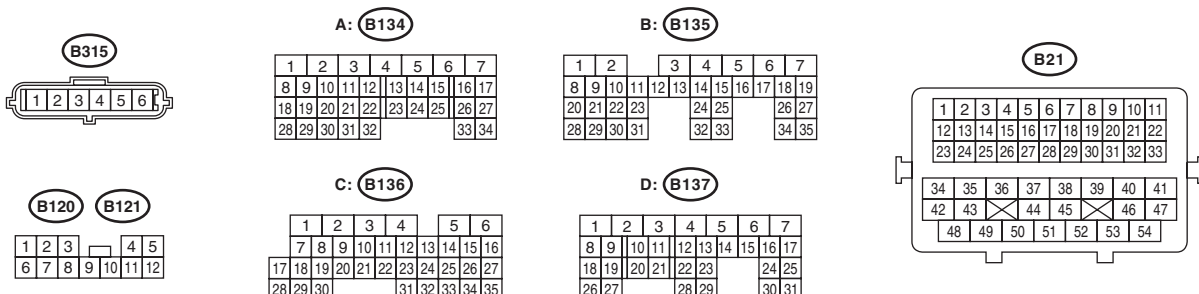 B315
1 2 3 4 5 6
B120 B121
1 2 3 4 5
6 7 8 9 10 11 12
A: B134
1 2 3 4 5 6 7
8 9 10 11 12 13 14 15 16 17
18 19 20 21 22 23 24 25 26 27
28 29 30 31 32 33 34
C: B136
1 2 3 4 5 6
7 8 9 10 11 12 13 14 15 16
17 18 19 20 21 22 23 24 25 26 27
28 29 30 31 32 33 34 35
B: B135
1 2 3 4 5 6 7
8 9 10 11 12 13 14 15 16 17 18 19
20 21 22 23 24 25 26 27
28 29 30 31 32 33 34 35
D: B137
1 2 3 4 5 6 7
8 9 10 11 12 13 14 15 16 17
18 19 20 21 22 23 24 25
26 27 28 29 30 31
B21
1 2 3 4 5 6 7 8 9 10 11
12 13 14 15 16 17 18 19 20 21 22
23 24 25 26 27 28 29 30 31 32 33
34 35 36 37 38 39 40 41
42 43 44 45 46 47
48 49 50 51 52 53 54